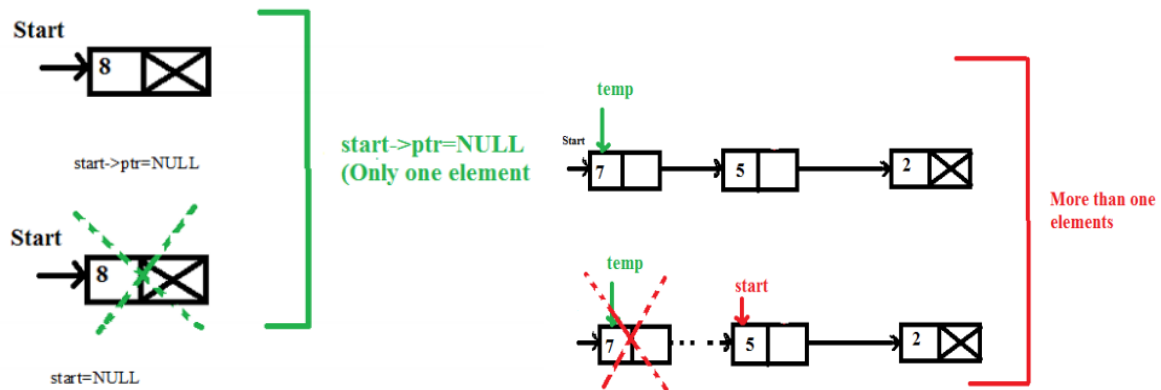 Start
8
start->ptr=NULL
Start
8
start=NULL
start->ptr=NULL
(Only one element
temp
Start
7
5
2
temp
start
7
5
2
More than one
elements